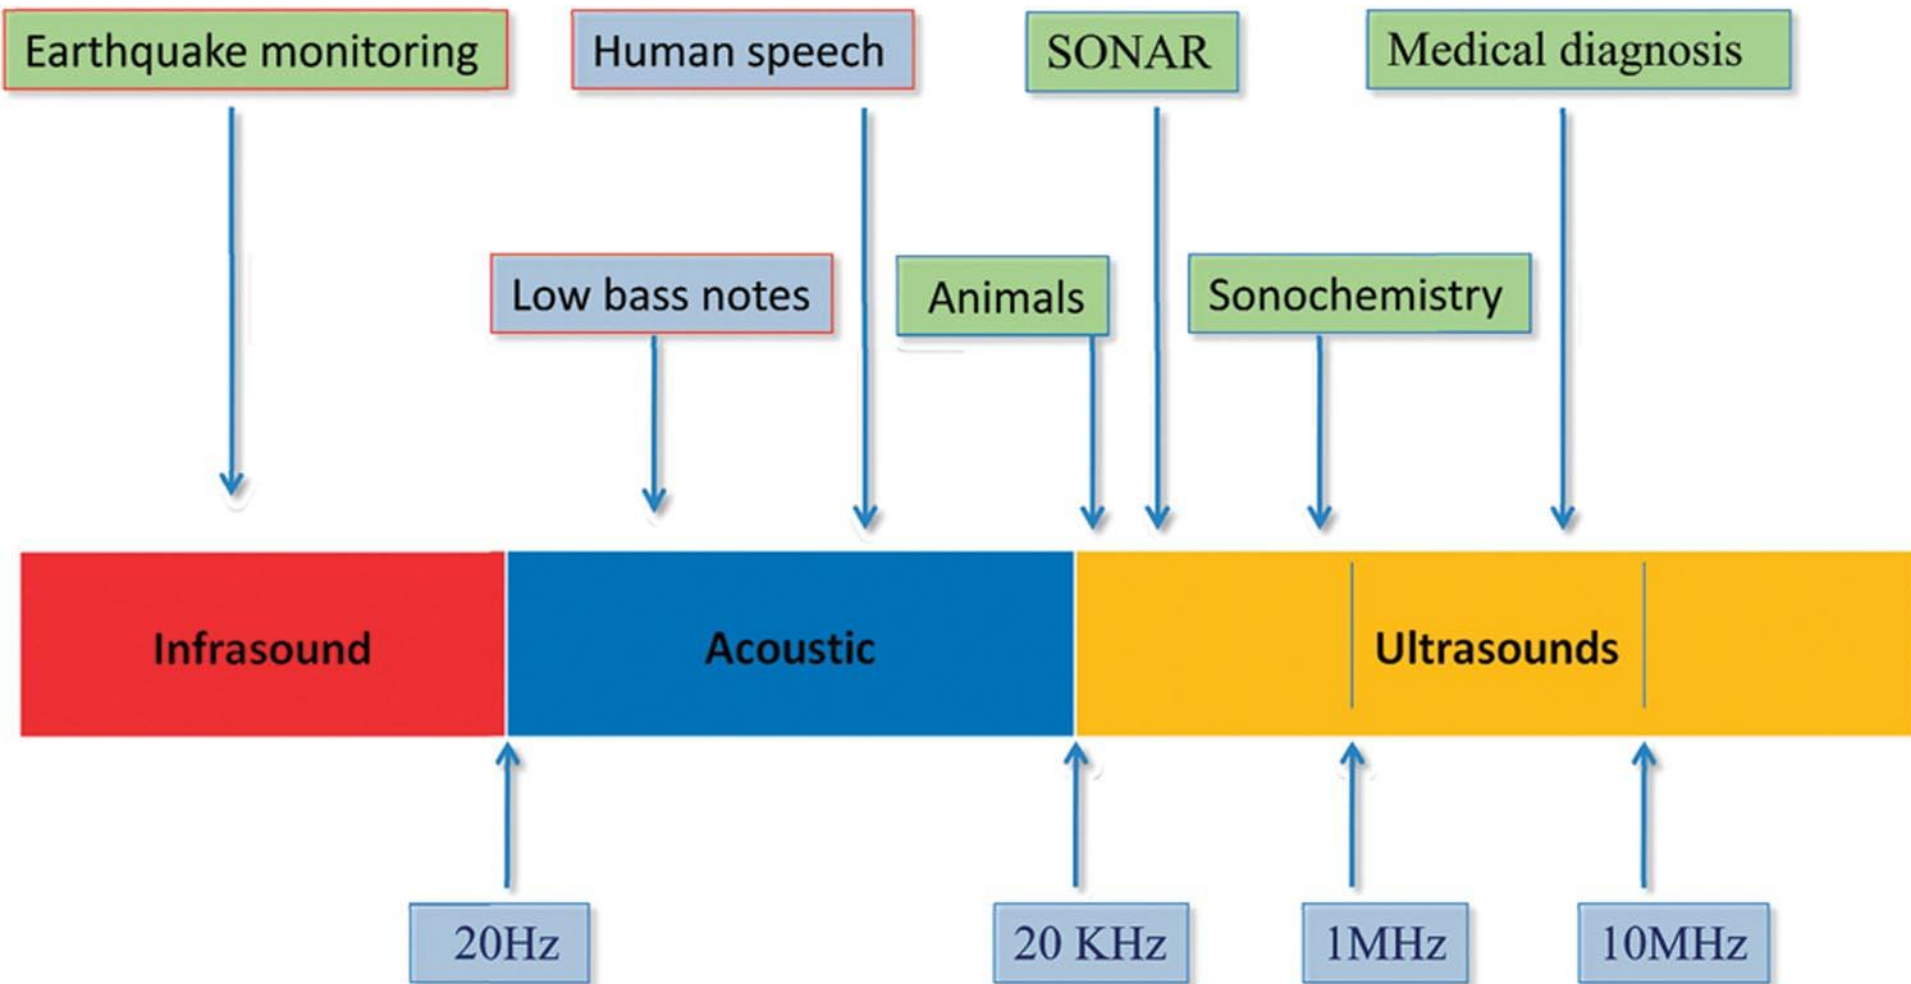 Earthquake monitoring
Human speech
SONAR
Medical diagnosis
Low bass notes
Animals
Sonochemistry
Infrasound
Acoustic
Ultrasounds
20Hz
20 KHz
1MHz
10MHz